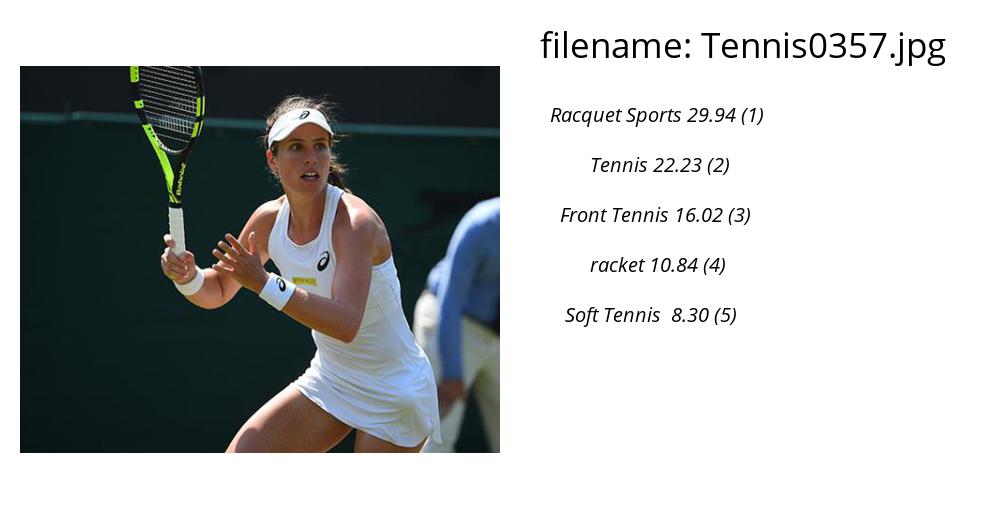 filename: Tennis0357.jpg
Racquet Sports 29.94 (1)
Tennis 22.23 (2)
Front Tennis 16.02 (3)
racket 10.84 (4)
Soft Tennis 8.30 (5)
Babolat